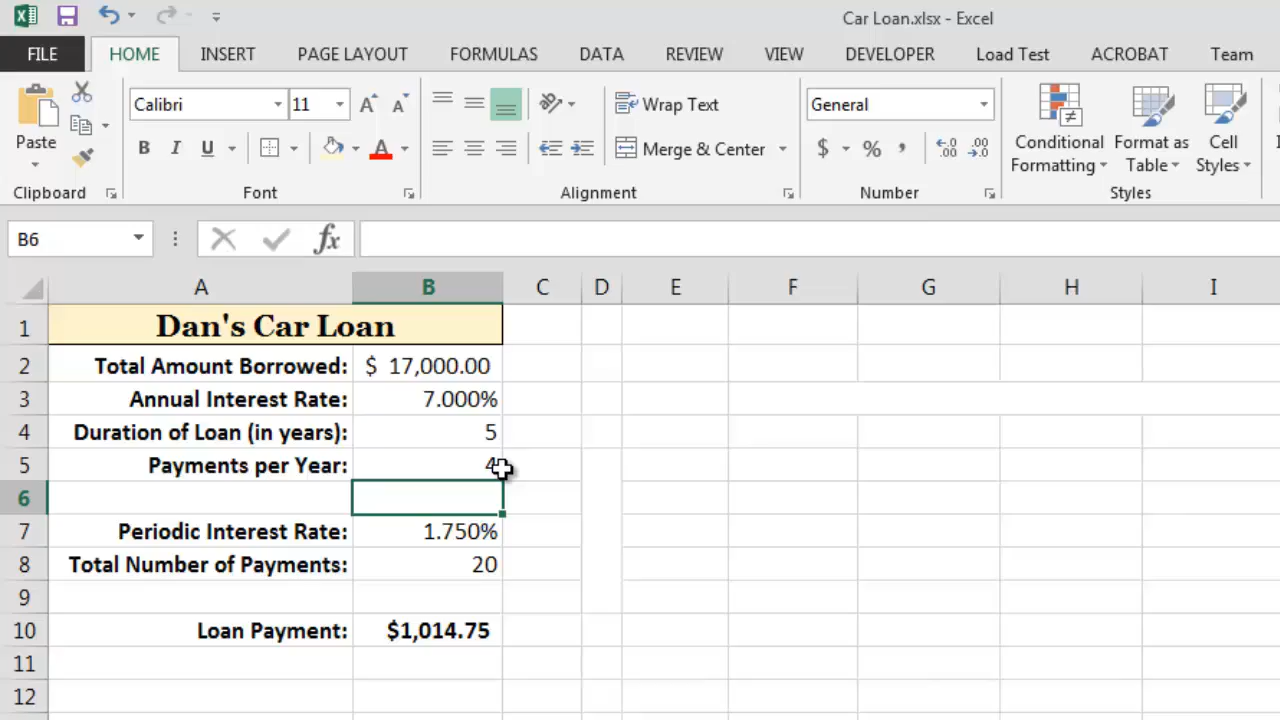 Car Loan.xlsx - Excel
FILE HOME INSERT PAGE LAYOUT FORMULAS DATA REVIEW VIEW DEVELOPER Load Test ACROBAT Team
Calibri 11 Wrap Text General
Paste B I U A Merge & Center $ % , Conditional Formatting Format as Table Cell Styles
Clipboard Font Alignment Number Styles
B6 fx
A B C D E F G H I
1 Dan's Car Loan
2 Total Amount Borrowed: $ 17,000.00
3 Annual Interest Rate: 7.000%
4 Duration of Loan (in years): 5
5 Payments per Year: 4
6
7 Periodic Interest Rate: 1.750%
8 Total Number of Payments: 20
9
10 Loan Payment: $1,014.75
11
12